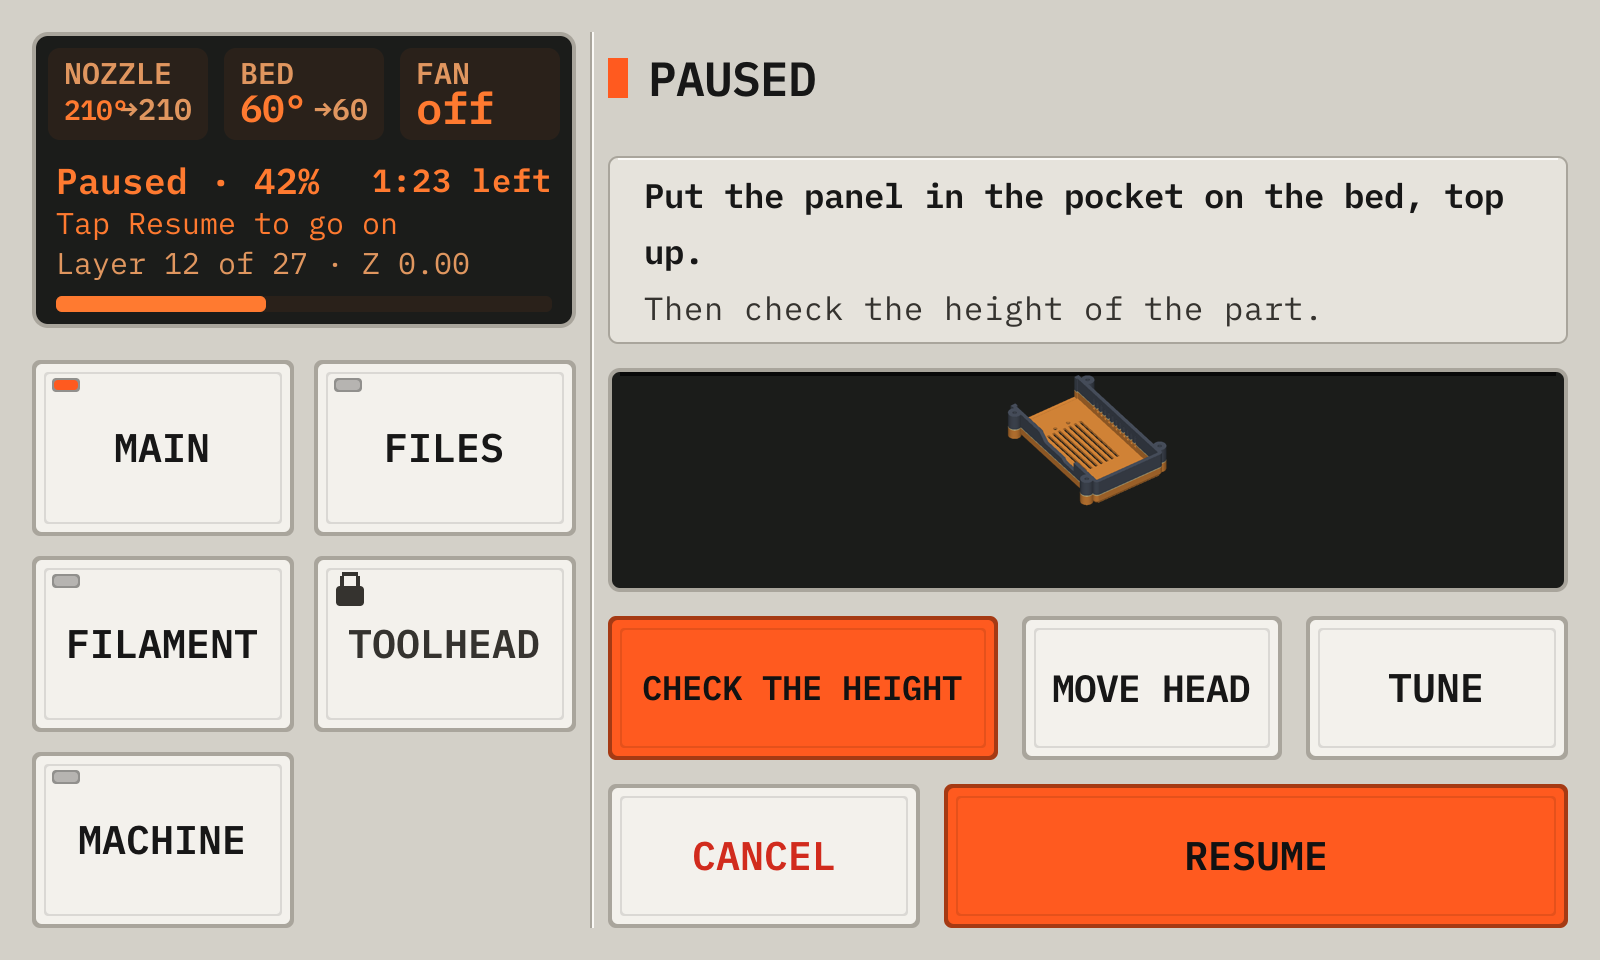 NOZZLE
210°→210
BED
60° →60
FAN
off
Paused · 42% 1:23 left
Tap Resume to go on
Layer 12 of 27 · Z 0.00
MAIN
FILES
FILAMENT
TOOLHEAD
MACHINE
PAUSED
Put the panel in the pocket on the bed, top
up.
Then check the height of the part.
CHECK THE HEIGHT
MOVE HEAD
TUNE
CANCEL
RESUME